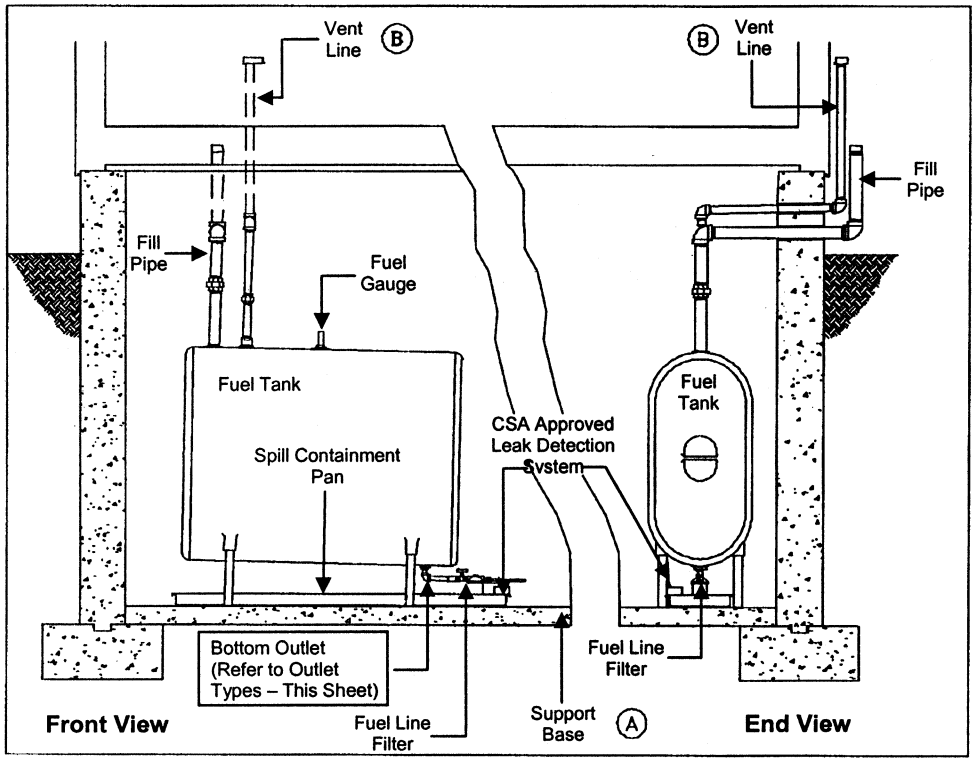 Vent
Line
B
B
Vent
Line
Fill
Pipe
Fill
Pipe
Fuel
Gauge
Fuel Tank
Fuel
Tank
CSA Approved
Leak Detection
System
Spill Containment
Pan
Bottom Outlet
(Refer to Outlet
Types – This Sheet)
Fuel Line
Filter
Fuel Line
Filter
Support
Base
A
Front View
End View